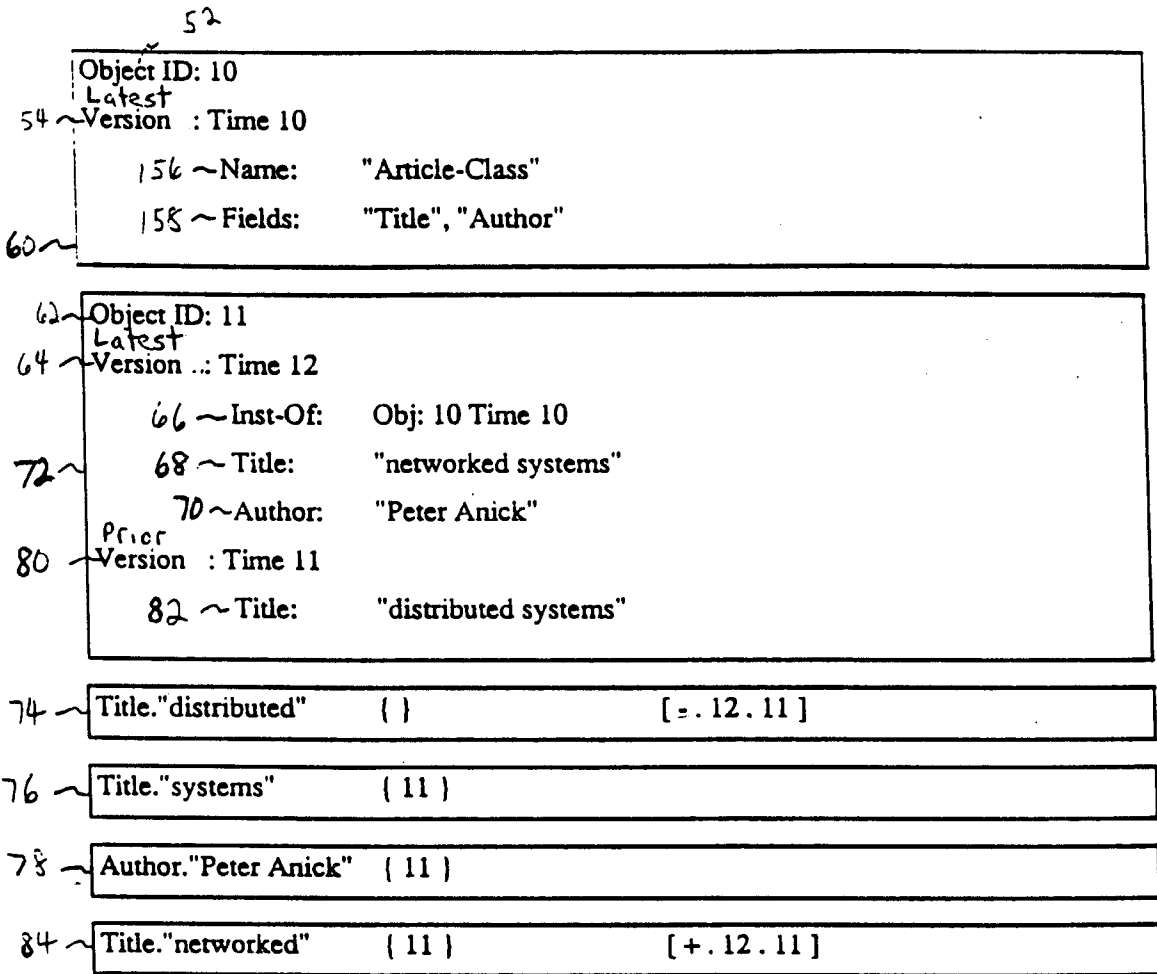 52
Object ID: 10
Latest
54 ~ Version : Time 10
156 ~ Name: "Article-Class"
158 ~ Fields: "Title", "Author"
60 ~
62 ~ Object ID: 11
Latest
64 ~ Version ..: Time 12
66 ~ Inst-Of: Obj: 10 Time 10
72 ~ 68 ~ Title: "networked systems"
70 ~ Author: "Peter Anick"
Prior
80 ~ Version : Time 11
82 ~ Title: "distributed systems"
74 ~ Title."distributed" { } [ - . 12 . 11 ]
76 ~ Title."systems" { 11 }
78 ~ Author."Peter Anick" { 11 }
84 ~ Title."networked" { 11 } [ + . 12 . 11 ]